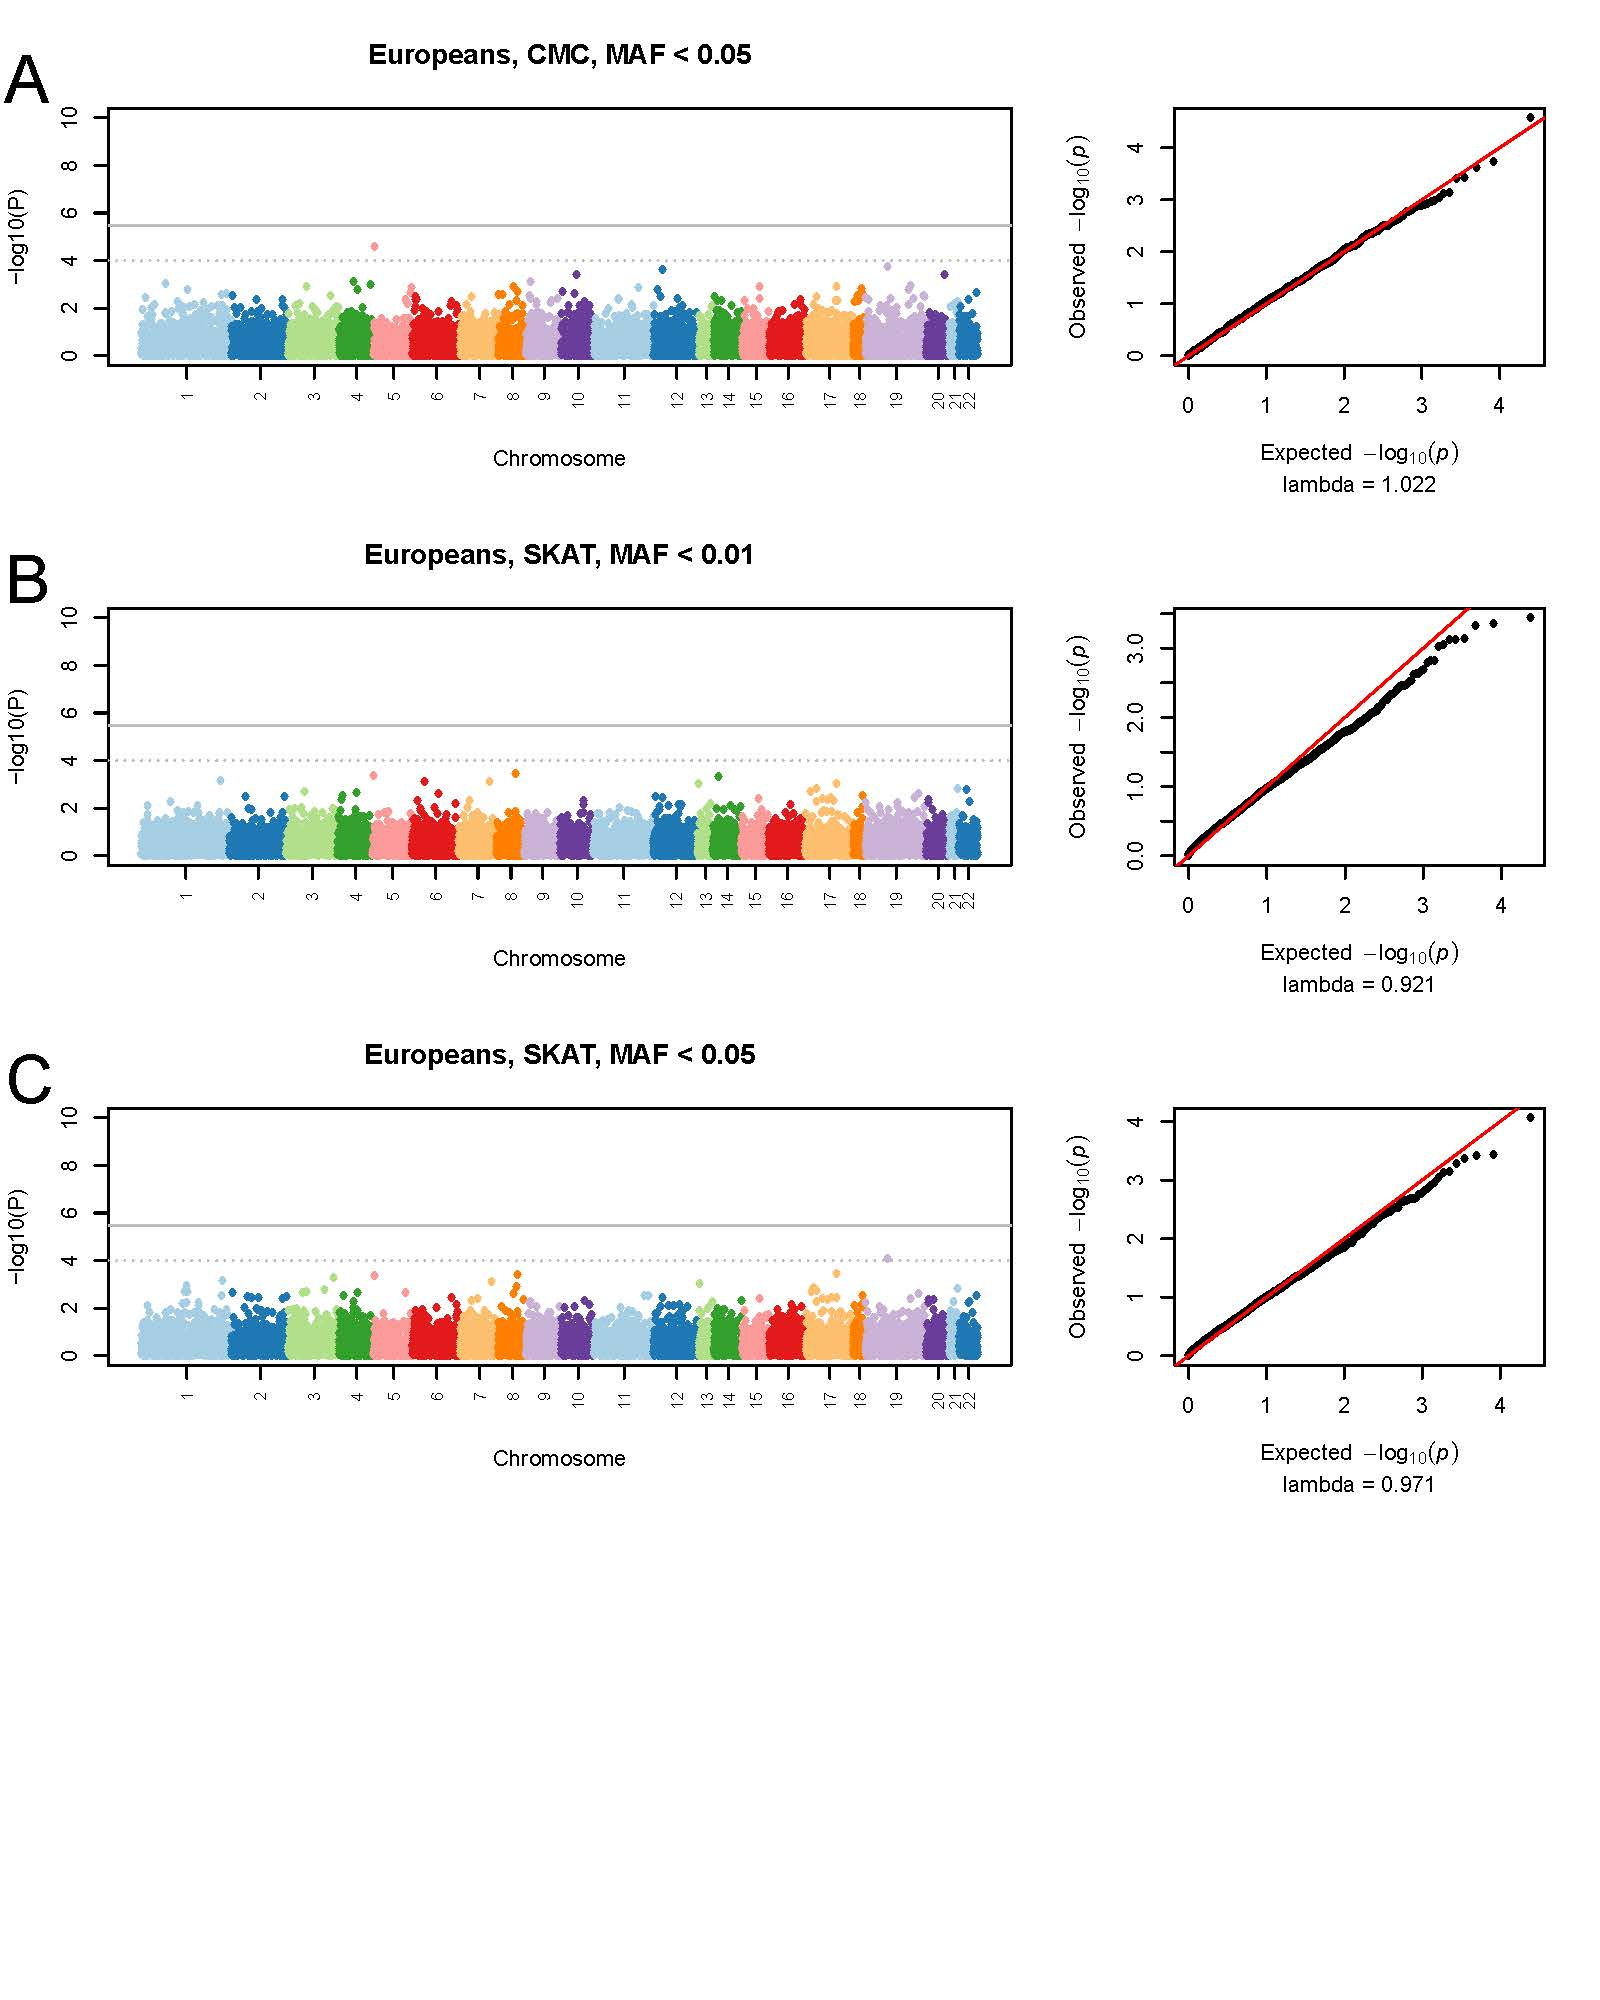 A
Europeans, CMC, MAF < 0.05
−log10(P)
10
8
6
4
2
0
1 2 3 4 5 6 7 8 9 10 11 12 13 14 15 16 17 18 19 20 21 22
Chromosome
Observed −log10(p)
4
3
2
1
0
0 1 2 3 4
Expected −log10(p)
lambda = 1.022
B
Europeans, SKAT, MAF < 0.01
−log10(P)
10
8
6
4
2
0
1 2 3 4 5 6 7 8 9 10 11 12 13 14 15 16 17 18 19 20 21 22
Chromosome
Observed −log10(p)
3.0
2.0
1.0
0.0
0 1 2 3 4
Expected −log10(p)
lambda = 0.921
C
Europeans, SKAT, MAF < 0.05
−log10(P)
10
8
6
4
2
0
1 2 3 4 5 6 7 8 9 10 11 12 13 14 15 16 17 18 19 20 21 22
Chromosome
Observed −log10(p)
4
3
2
1
0
0 1 2 3 4
Expected −log10(p)
lambda = 0.971